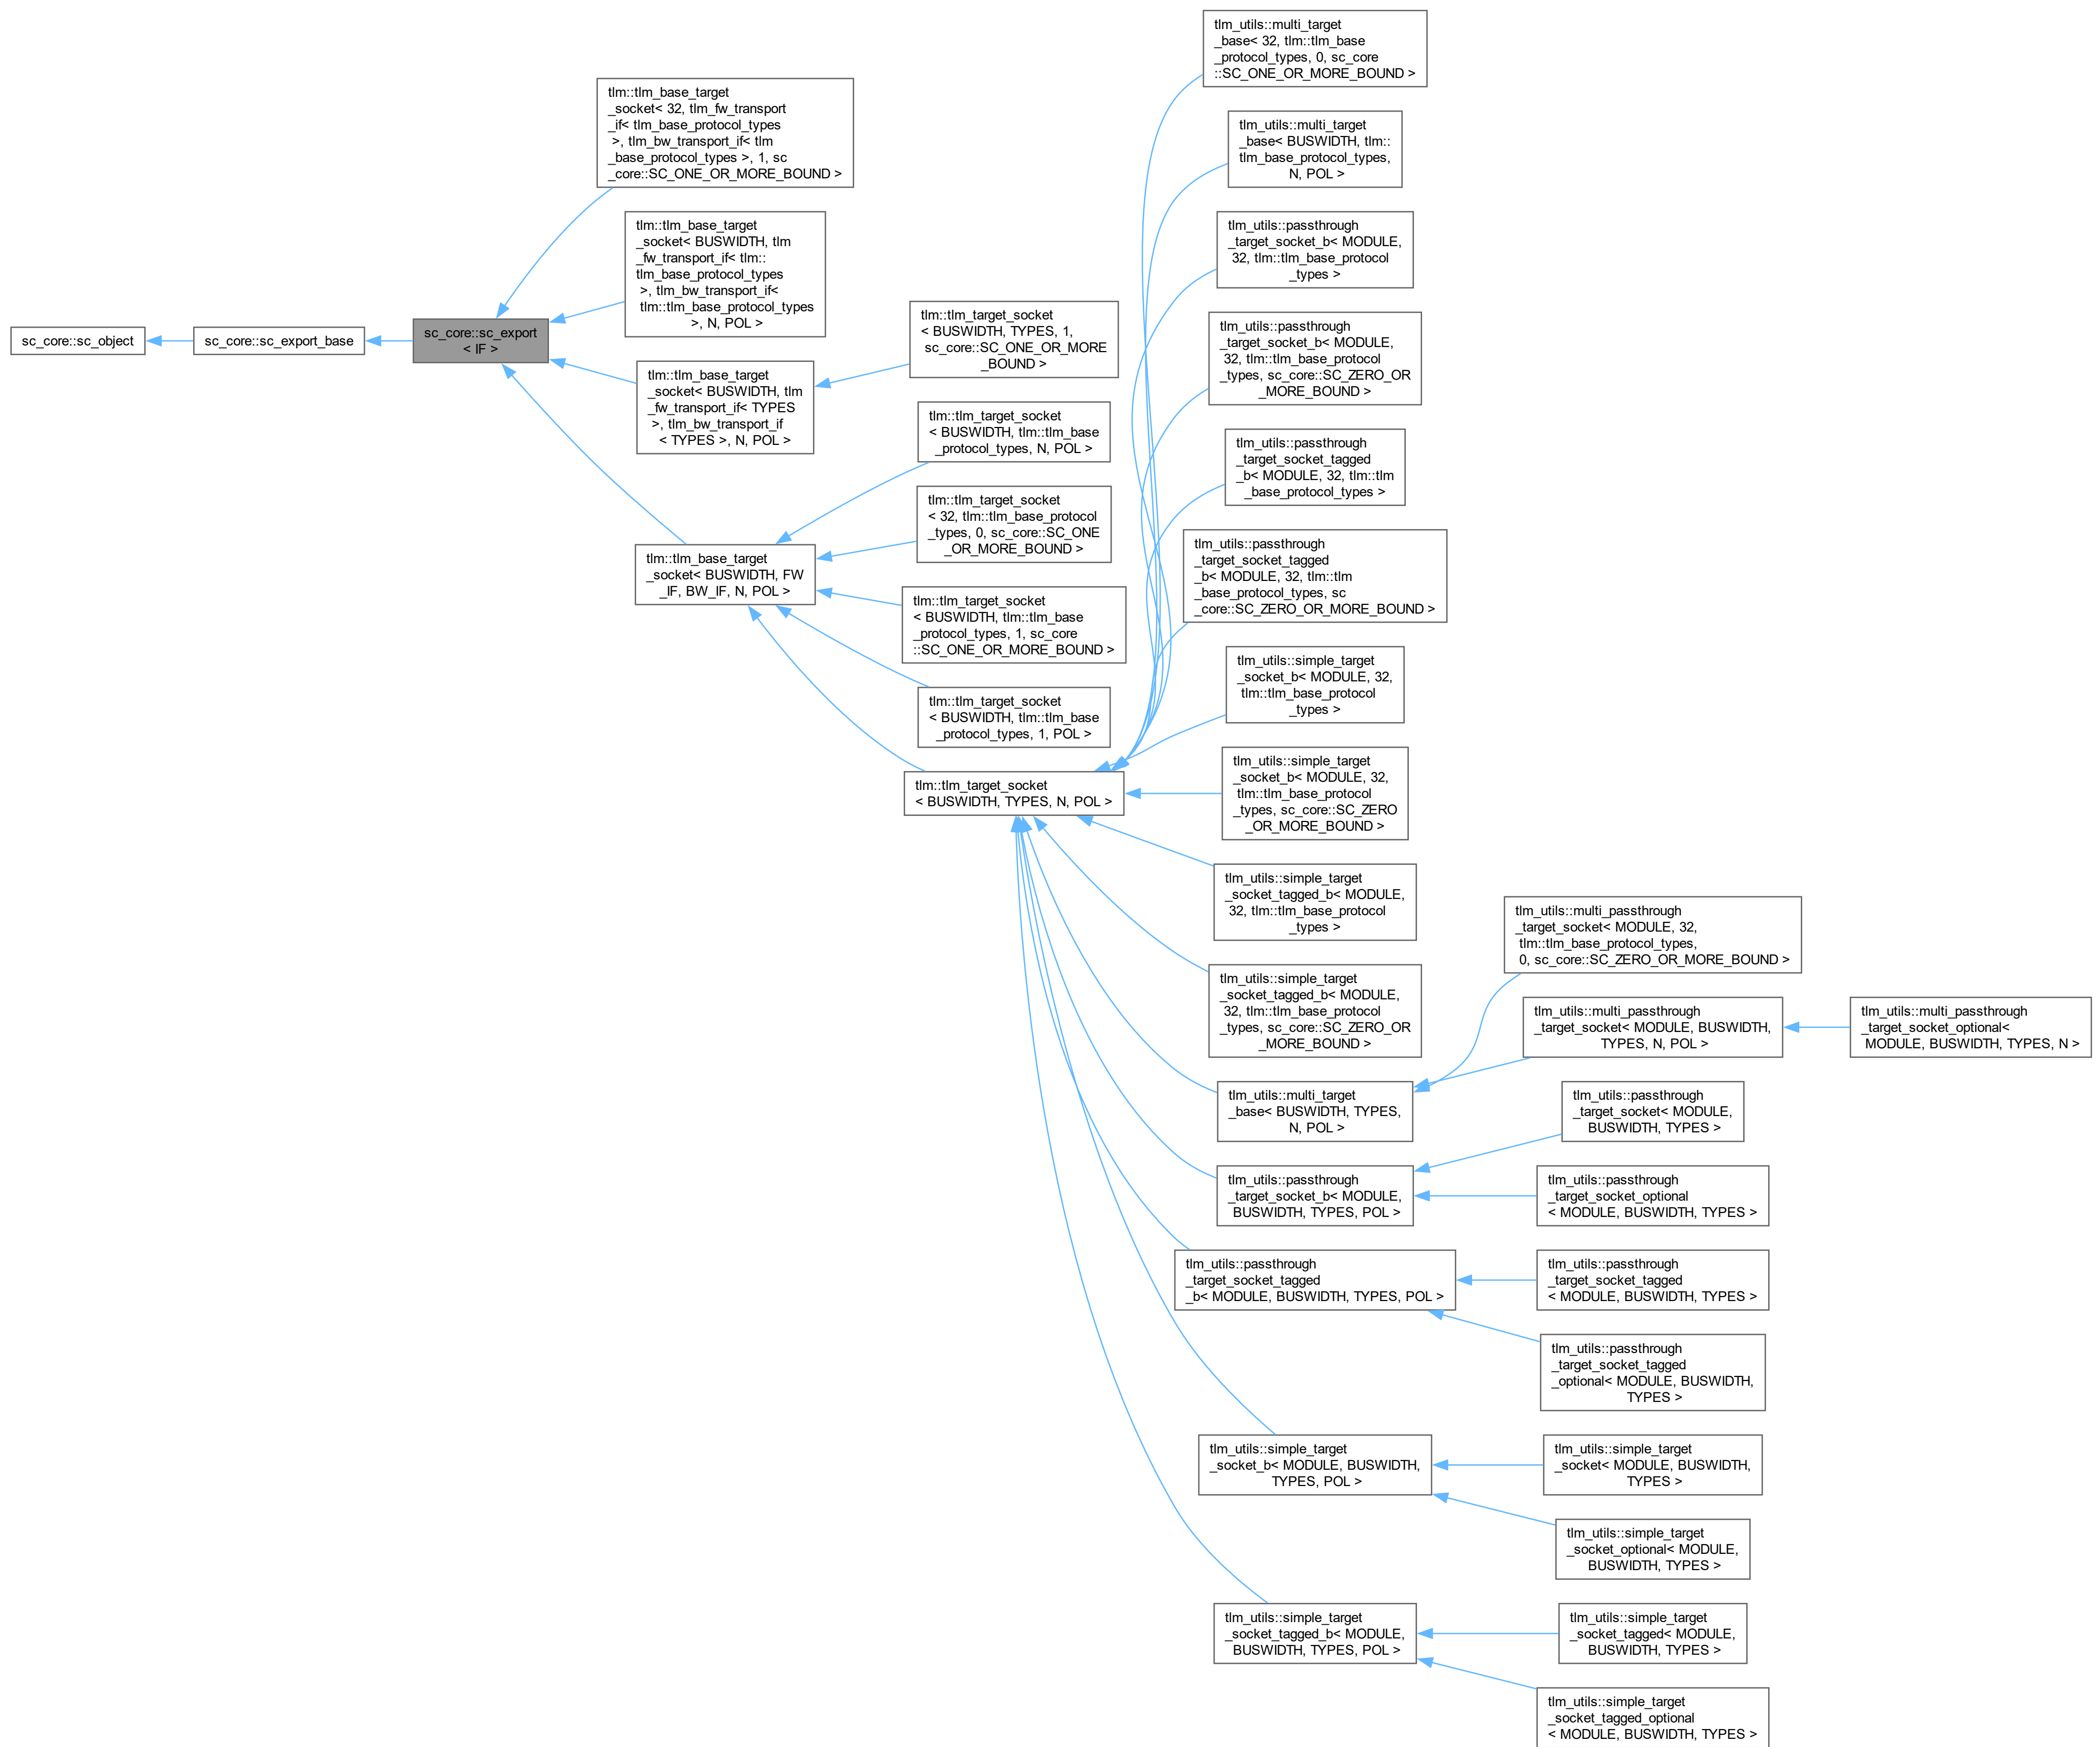 sc_core::sc_object
sc_core::sc_export_base
sc_core::sc_export
< IF >
tlm::tlm_base_target
_socket< 32, tlm_fw_transport
_if< tlm_base_protocol_types
>, tlm_bw_transport_if< tlm
_base_protocol_types >, 1, sc
_core::SC_ONE_OR_MORE_BOUND >
tlm::tlm_base_target
_socket< BUSWIDTH, tlm
_fw_transport_if< tlm::
tlm_base_protocol_types
>, tlm_bw_transport_if<
tlm::tlm_base_protocol_types
>, N, POL >
tlm::tlm_base_target
_socket< BUSWIDTH, tlm
_fw_transport_if< TYPES
>, tlm_bw_transport_if
< TYPES >, N, POL >
tlm::tlm_base_target
_socket< BUSWIDTH, FW
_IF, BW_IF, N, POL >
tlm::tlm_target_socket
< BUSWIDTH, TYPES, 1,
sc_core::SC_ONE_OR_MORE
_BOUND >
tlm::tlm_target_socket
< BUSWIDTH, tlm::tlm_base
_protocol_types, N, POL >
tlm::tlm_target_socket
< 32, tlm::tlm_base_protocol
_types, 0, sc_core::SC_ONE
_OR_MORE_BOUND >
tlm::tlm_target_socket
< BUSWIDTH, tlm::tlm_base
_protocol_types, 1, sc_core
::SC_ONE_OR_MORE_BOUND >
tlm::tlm_target_socket
< BUSWIDTH, tlm::tlm_base
_protocol_types, 1, POL >
tlm::tlm_target_socket
< BUSWIDTH, TYPES, N, POL >
tlm_utils::multi_target
_base< 32, tlm::tlm_base
_protocol_types, 0, sc_core
::SC_ONE_OR_MORE_BOUND >
tlm_utils::multi_target
_base< BUSWIDTH, tlm::
tlm_base_protocol_types,
N, POL >
tlm_utils::passthrough
_target_socket_b< MODULE,
32, tlm::tlm_base_protocol
_types >
tlm_utils::passthrough
_target_socket_b< MODULE,
32, tlm::tlm_base_protocol
_types, sc_core::SC_ZERO_OR
_MORE_BOUND >
tlm_utils::passthrough
_target_socket_tagged
_b< MODULE, 32, tlm::tlm
_base_protocol_types >
tlm_utils::passthrough
_target_socket_tagged
_b< MODULE, 32, tlm::tlm
_base_protocol_types, sc
_core::SC_ZERO_OR_MORE_BOUND >
tlm_utils::simple_target
_socket_b< MODULE, 32,
tlm::tlm_base_protocol
_types >
tlm_utils::simple_target
_socket_b< MODULE, 32,
tlm::tlm_base_protocol
_types, sc_core::SC_ZERO
_OR_MORE_BOUND >
tlm_utils::simple_target
_socket_tagged_b< MODULE,
32, tlm::tlm_base_protocol
_types >
tlm_utils::simple_target
_socket_tagged_b< MODULE,
32, tlm::tlm_base_protocol
_types, sc_core::SC_ZERO_OR
_MORE_BOUND >
tlm_utils::multi_target
_base< BUSWIDTH, TYPES,
N, POL >
tlm_utils::passthrough
_target_socket_b< MODULE,
BUSWIDTH, TYPES, POL >
tlm_utils::passthrough
_target_socket_tagged
_b< MODULE, BUSWIDTH, TYPES, POL >
tlm_utils::simple_target
_socket_b< MODULE, BUSWIDTH,
TYPES, POL >
tlm_utils::simple_target
_socket_tagged_b< MODULE,
BUSWIDTH, TYPES, POL >
tlm_utils::multi_passthrough
_target_socket< MODULE, 32,
tlm::tlm_base_protocol_types,
0, sc_core::SC_ZERO_OR_MORE_BOUND >
tlm_utils::multi_passthrough
_target_socket< MODULE, BUSWIDTH,
TYPES, N, POL >
tlm_utils::passthrough
_target_socket< MODULE,
BUSWIDTH, TYPES >
tlm_utils::passthrough
_target_socket_optional
< MODULE, BUSWIDTH, TYPES >
tlm_utils::passthrough
_target_socket_tagged
< MODULE, BUSWIDTH, TYPES >
tlm_utils::passthrough
_target_socket_tagged
_optional< MODULE, BUSWIDTH,
TYPES >
tlm_utils::simple_target
_socket< MODULE, BUSWIDTH,
TYPES >
tlm_utils::simple_target
_socket_optional< MODULE,
BUSWIDTH, TYPES >
tlm_utils::simple_target
_socket_tagged< MODULE,
BUSWIDTH, TYPES >
tlm_utils::simple_target
_socket_tagged_optional
< MODULE, BUSWIDTH, TYPES >
tlm_utils::multi_passthrough
_target_socket_optional<
MODULE, BUSWIDTH, TYPES, N >